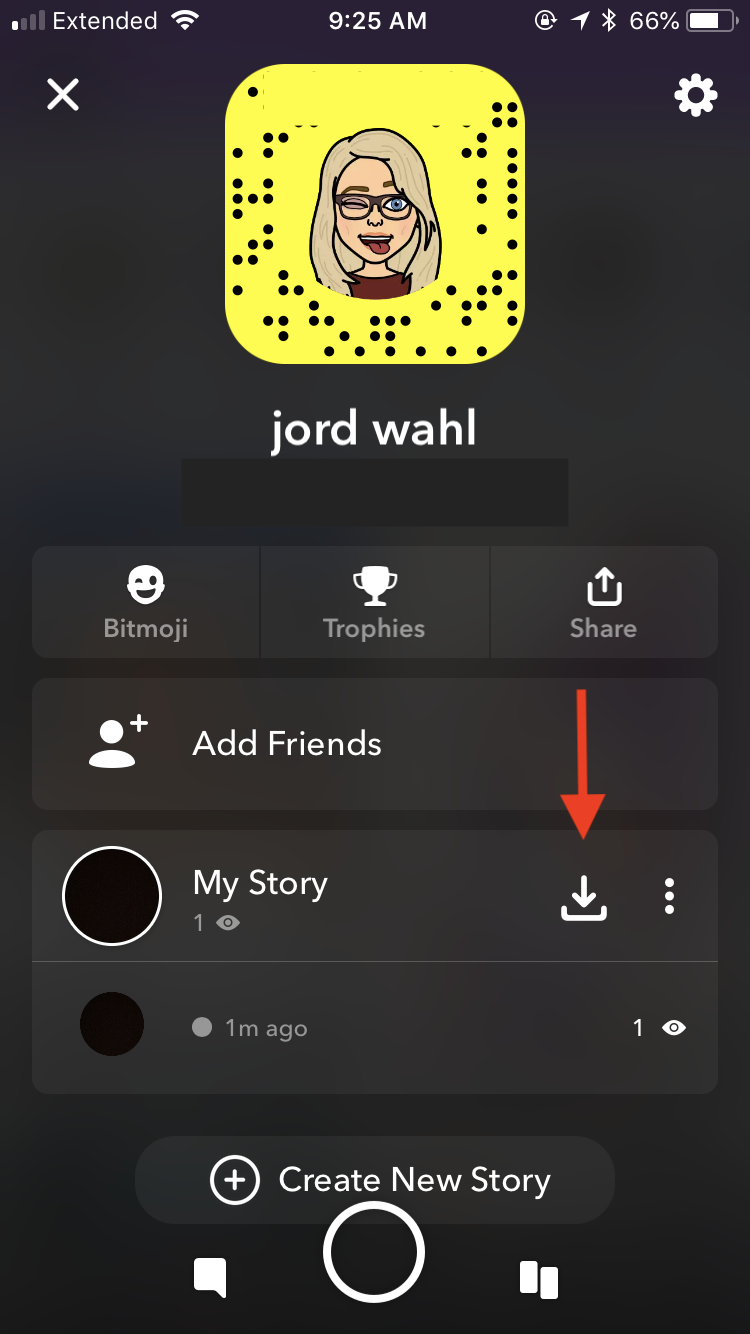 Extended 9:25 AM 66%
jord wahl
Bitmoji Trophies Share
Add Friends
My Story
1
1m ago 1
Create New Story